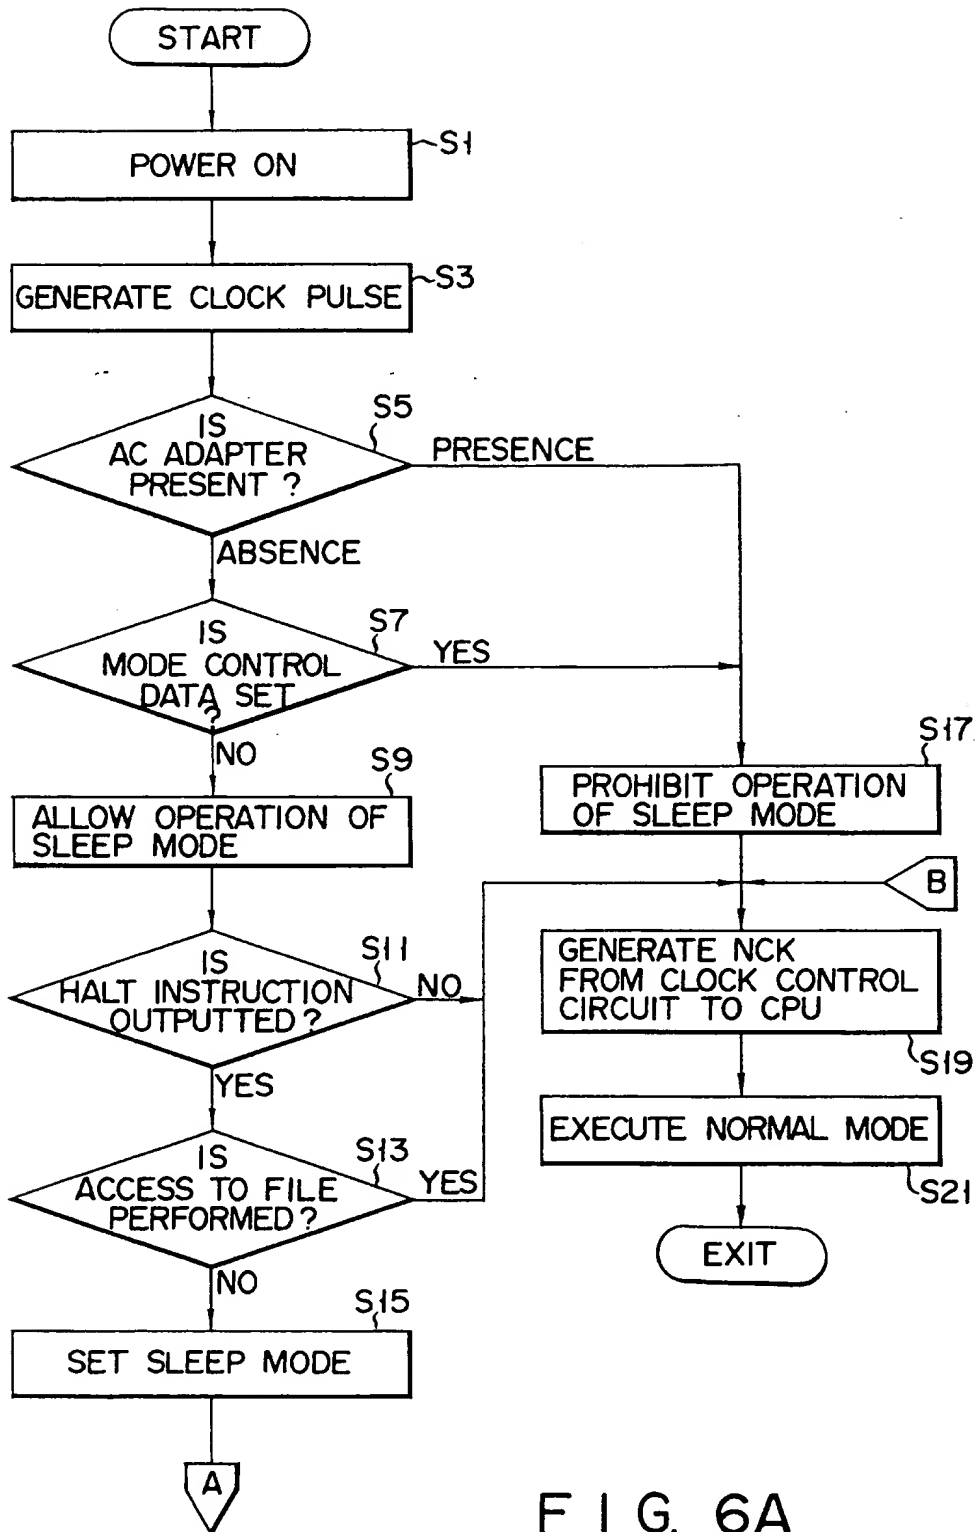 START
S1
POWER ON
S3
GENERATE CLOCK PULSE
S5
IS
AC ADAPTER
PRESENT ?
PRESENCE
ABSENCE
S7
IS
MODE CONTROL
DATA SET
?
YES
NO
S9
ALLOW OPERATION OF
SLEEP MODE
S11
IS
HALT INSTRUCTION
OUTPUTTED ?
NO
YES
S13
IS
ACCESS TO FILE
PERFORMED ?
YES
NO
S15
SET SLEEP MODE
A
S17
PROHIBIT OPERATION
OF SLEEP MODE
B
GENERATE NCK
FROM CLOCK CONTROL
CIRCUIT TO CPU
S19
EXECUTE NORMAL MODE
S21
EXIT
FIG. 6A